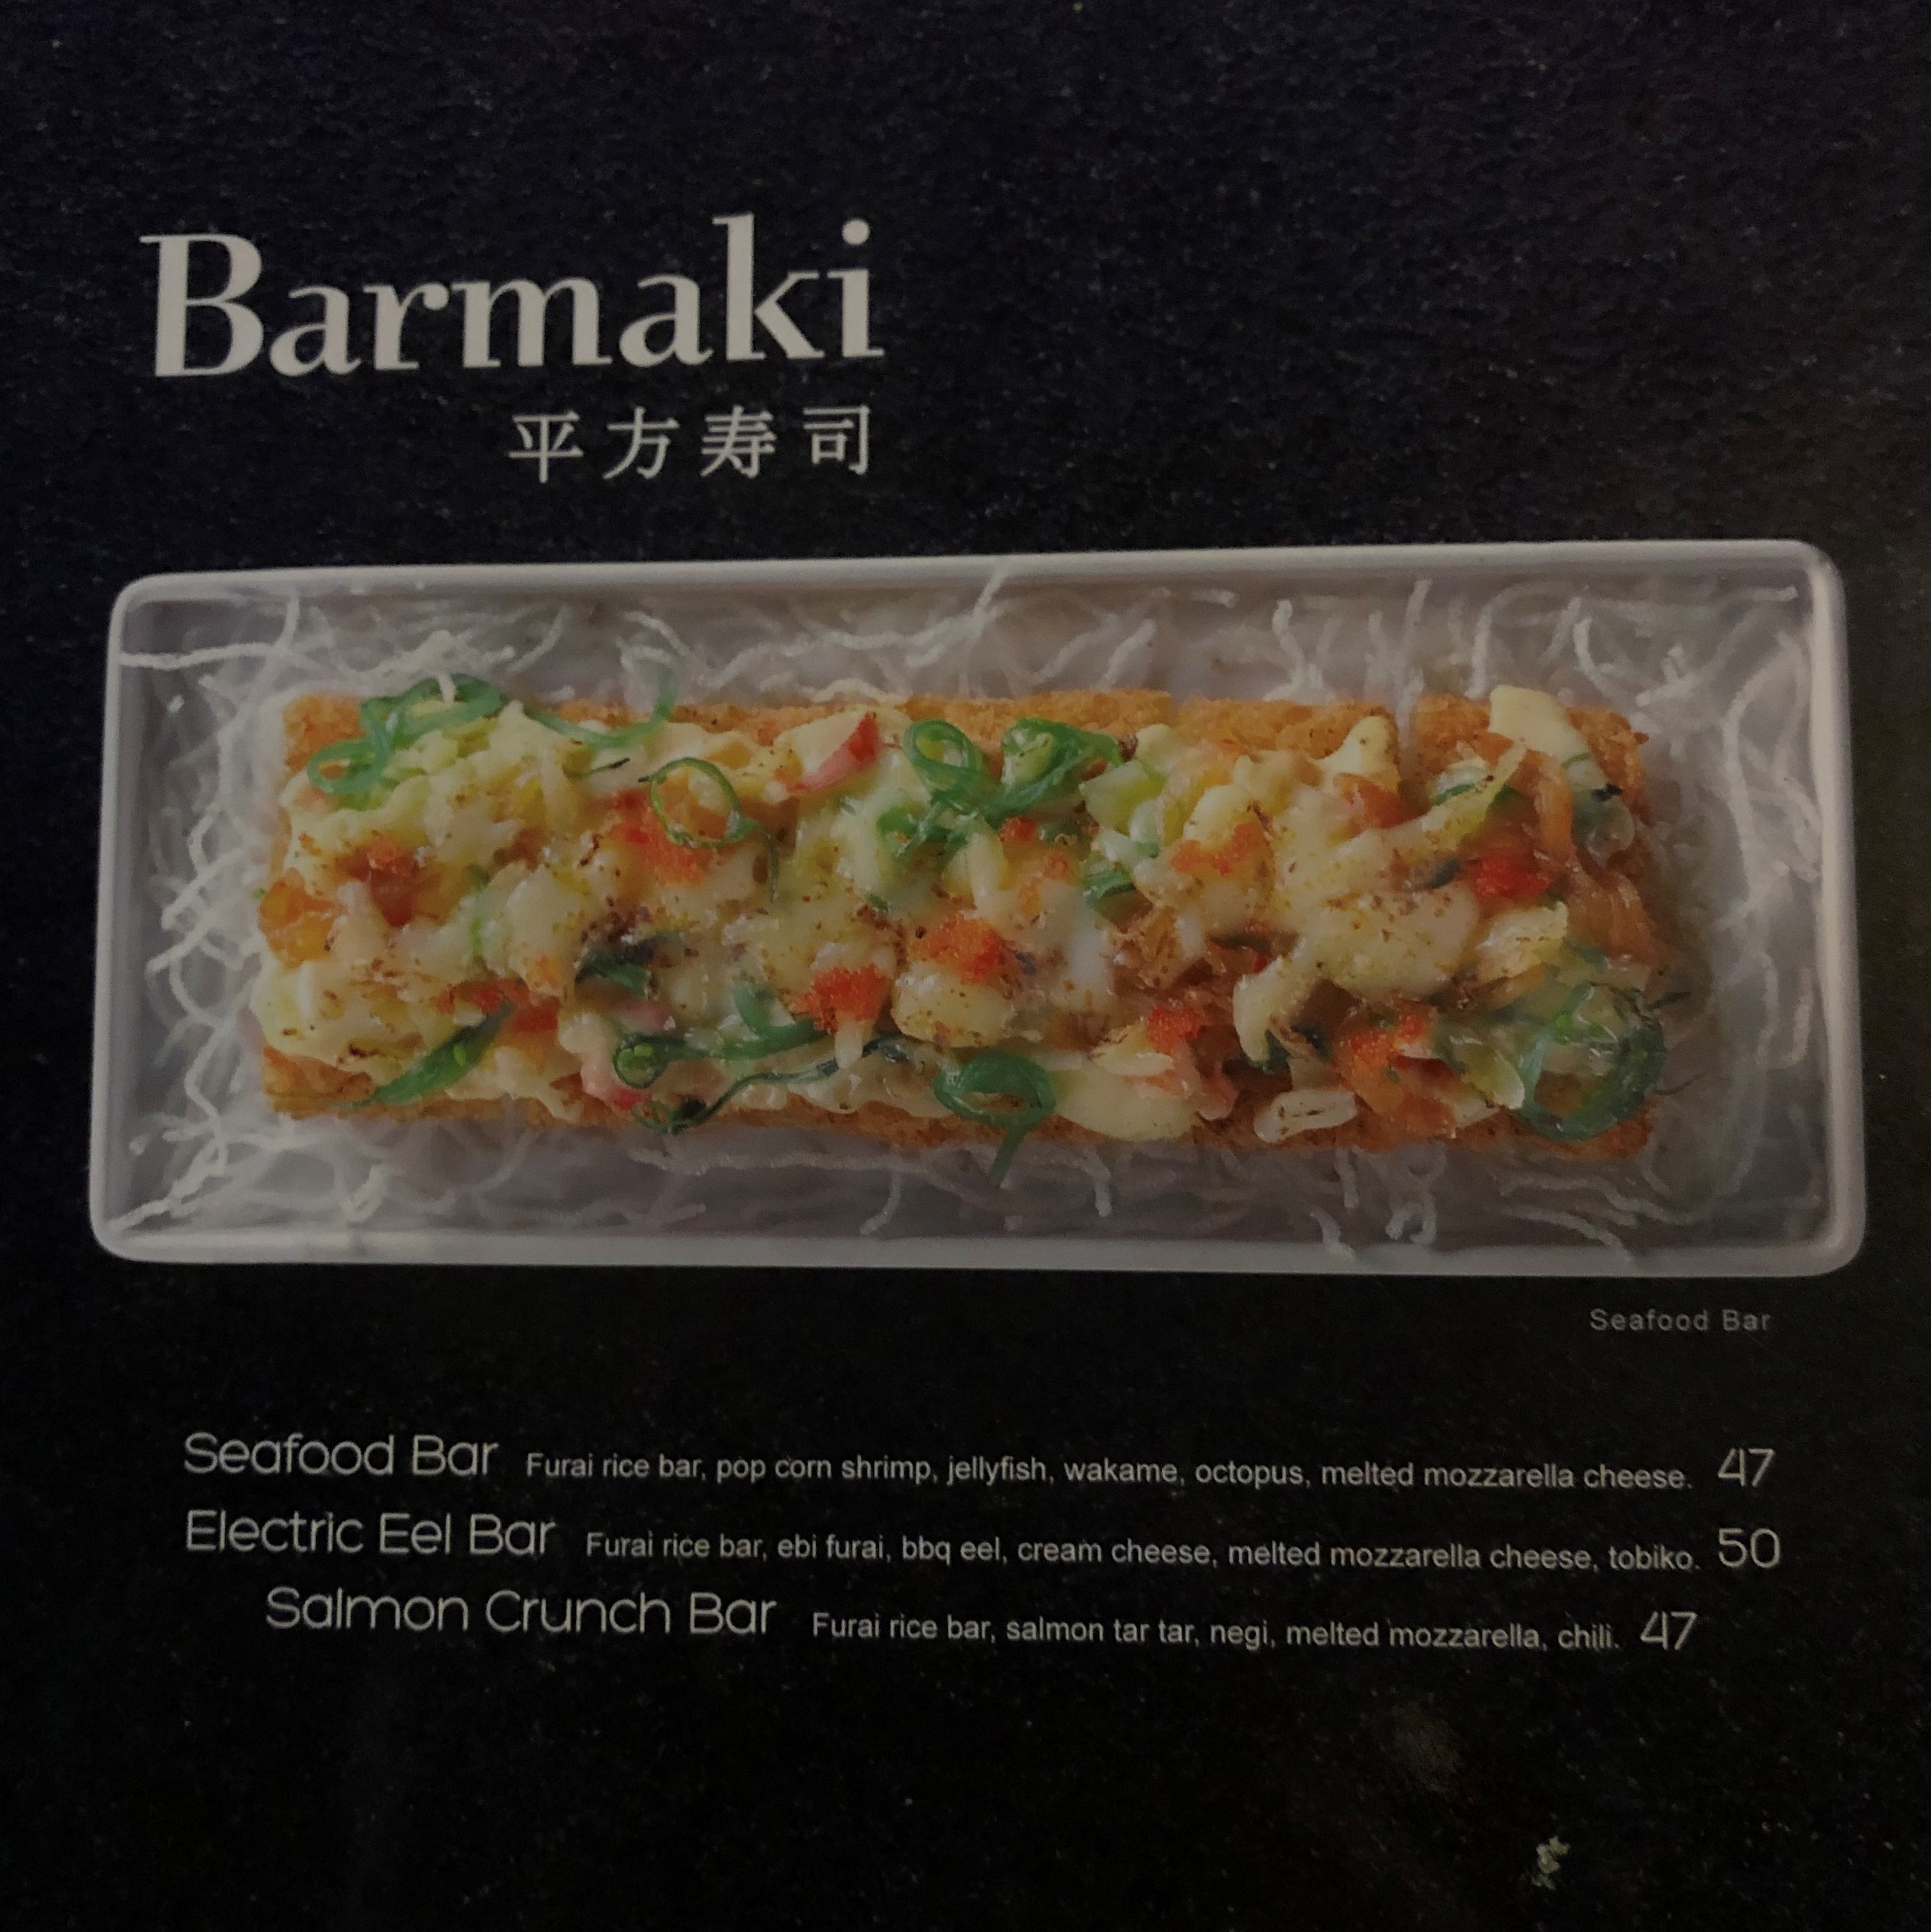 Barmaki
平方寿司
Seafood Bar
Seafood Bar Furai rice bar, pop corn shrimp, jellyfish, wakame, octopus, melted mozzarella cheese. 47
Electric Eel Bar Furai rice bar, ebi furai, bbq eel, cream cheese, melted mozzarella cheese, tobiko. 50
Salmon Crunch Bar Furai rice bar, salmon tar tar, negi, melted mozzarella, chili. 47